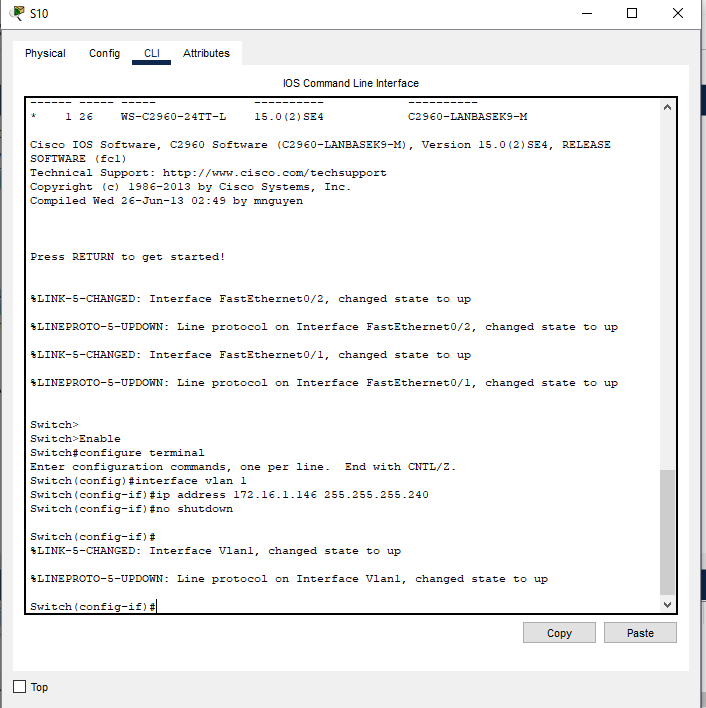 S10
Physical Config CLI Attributes
IOS Command Line Interface
------ ----- ----- ---------- ----------
* 1 26 WS-C2960-24TT-L 15.0(2)SE4 C2960-LANBASEK9-M
Cisco IOS Software, C2960 Software (C2960-LANBASEK9-M), Version 15.0(2)SE4, RELEASE
SOFTWARE (fc1)
Technical Support: http://www.cisco.com/techsupport
Copyright (c) 1986-2013 by Cisco Systems, Inc.
Compiled Wed 26-Jun-13 02:49 by mnguyen
Press RETURN to get started!
%LINK-5-CHANGED: Interface FastEthernet0/2, changed state to up
%LINEPROTO-5-UPDOWN: Line protocol on Interface FastEthernet0/2, changed state to up
%LINK-5-CHANGED: Interface FastEthernet0/1, changed state to up
%LINEPROTO-5-UPDOWN: Line protocol on Interface FastEthernet0/1, changed state to up
Switch>
Switch>Enable
Switch#configure terminal
Enter configuration commands, one per line. End with CNTL/Z.
Switch(config)#interface vlan 1
Switch(config-if)#ip address 172.16.1.146 255.255.255.240
Switch(config-if)#no shutdown
Switch(config-if)#
%LINK-5-CHANGED: Interface Vlan1, changed state to up
%LINEPROTO-5-UPDOWN: Line protocol on Interface Vlan1, changed state to up
Switch(config-if)#
Copy Paste
Top